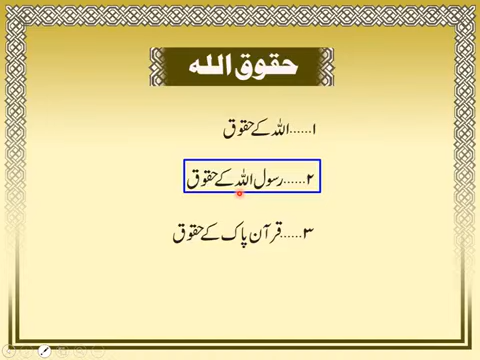 حقوق الله
۱......اللہ کے حقوق
۲......رسول اللہ کے حقوق
۳......قرآن پاک کے حقوق